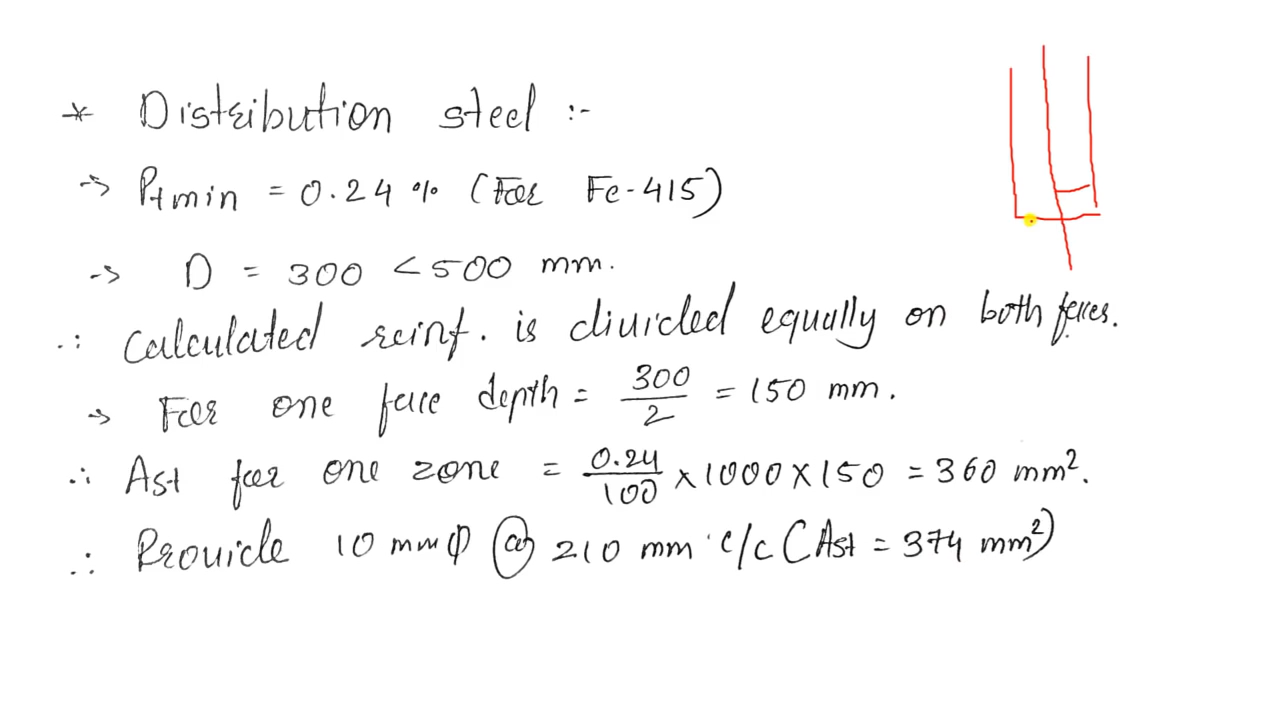 * Distribution steel :-
-> Ptmin = 0.24 % (For Fe-415)
-> D = 300 < 500 mm.
∴ Calculated reinf. is divided equally on both faces.
-> For one face depth = 300/2 = 150 mm.
∴ Ast for one zone = 0.24/100 × 1000 × 150 = 360 mm².
∴ Provide 10 mm Φ @ 210 mm c/c (Ast = 374 mm²)